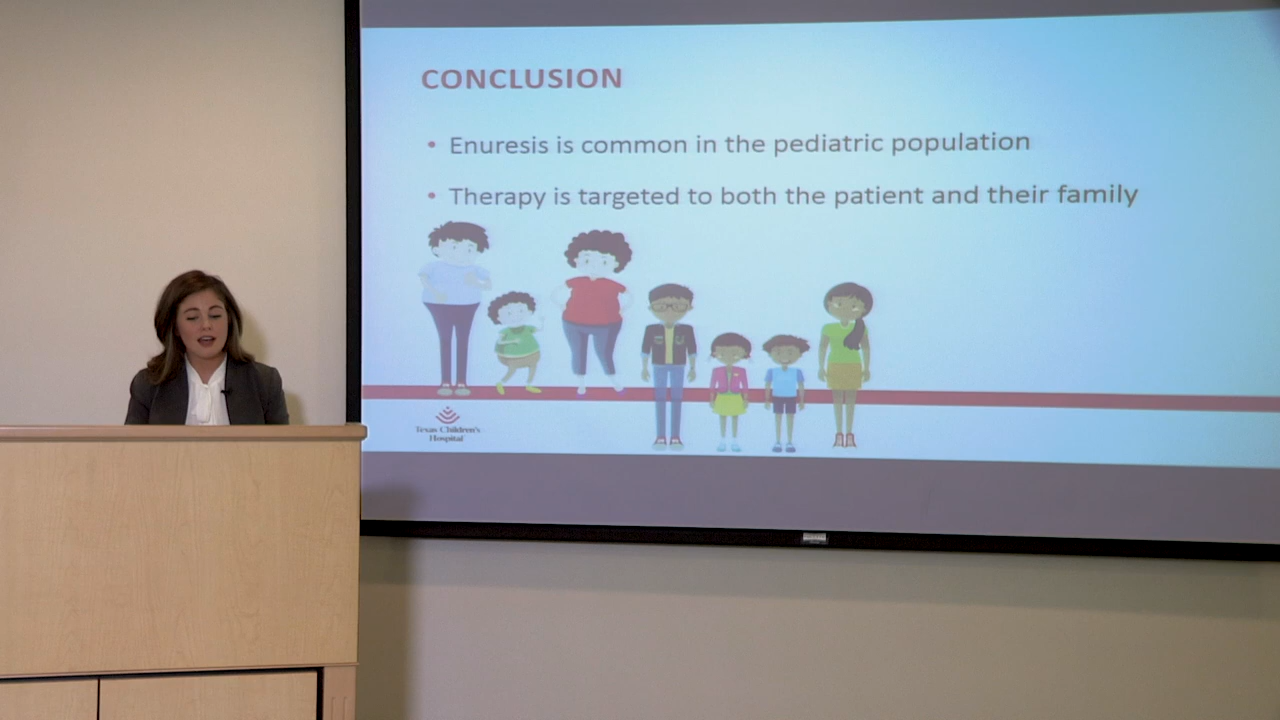 CONCLUSION
• Enuresis is common in the pediatric population
• Therapy is targeted to both the patient and their family
Texas Children's
Hospital